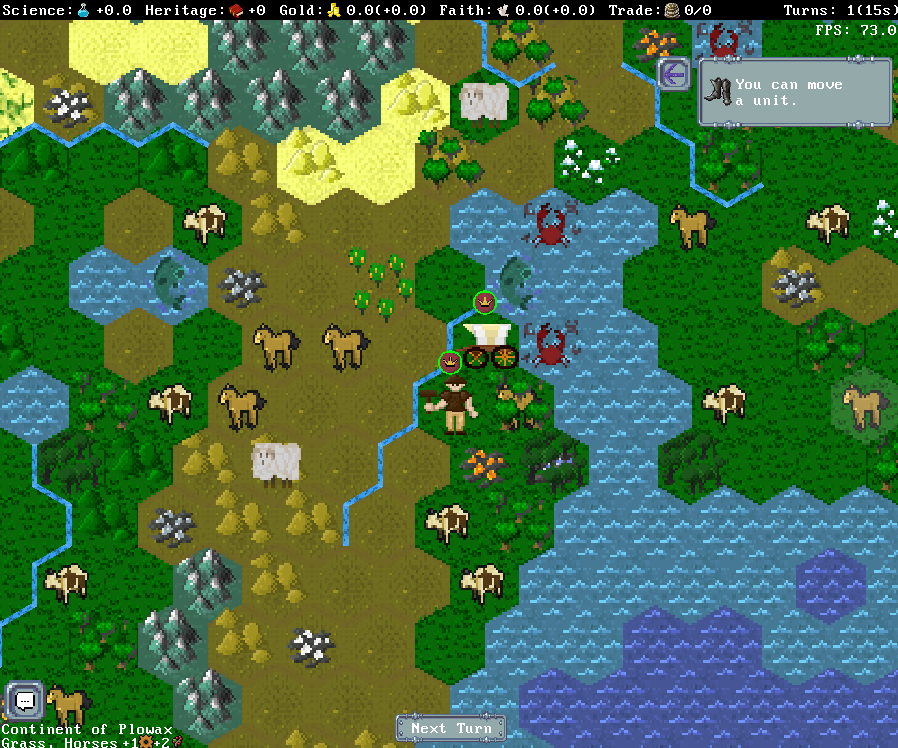 Science: +0.0 Heritage: +0 Gold: 0.0(+0.0) Faith: 0.0(+0.0) Trade: 0/0 Turns: 1(15s)
FPS: 73.0
You can move
a unit.
Next Turn
Continent of Plowax
Grass, Horses +1 +2